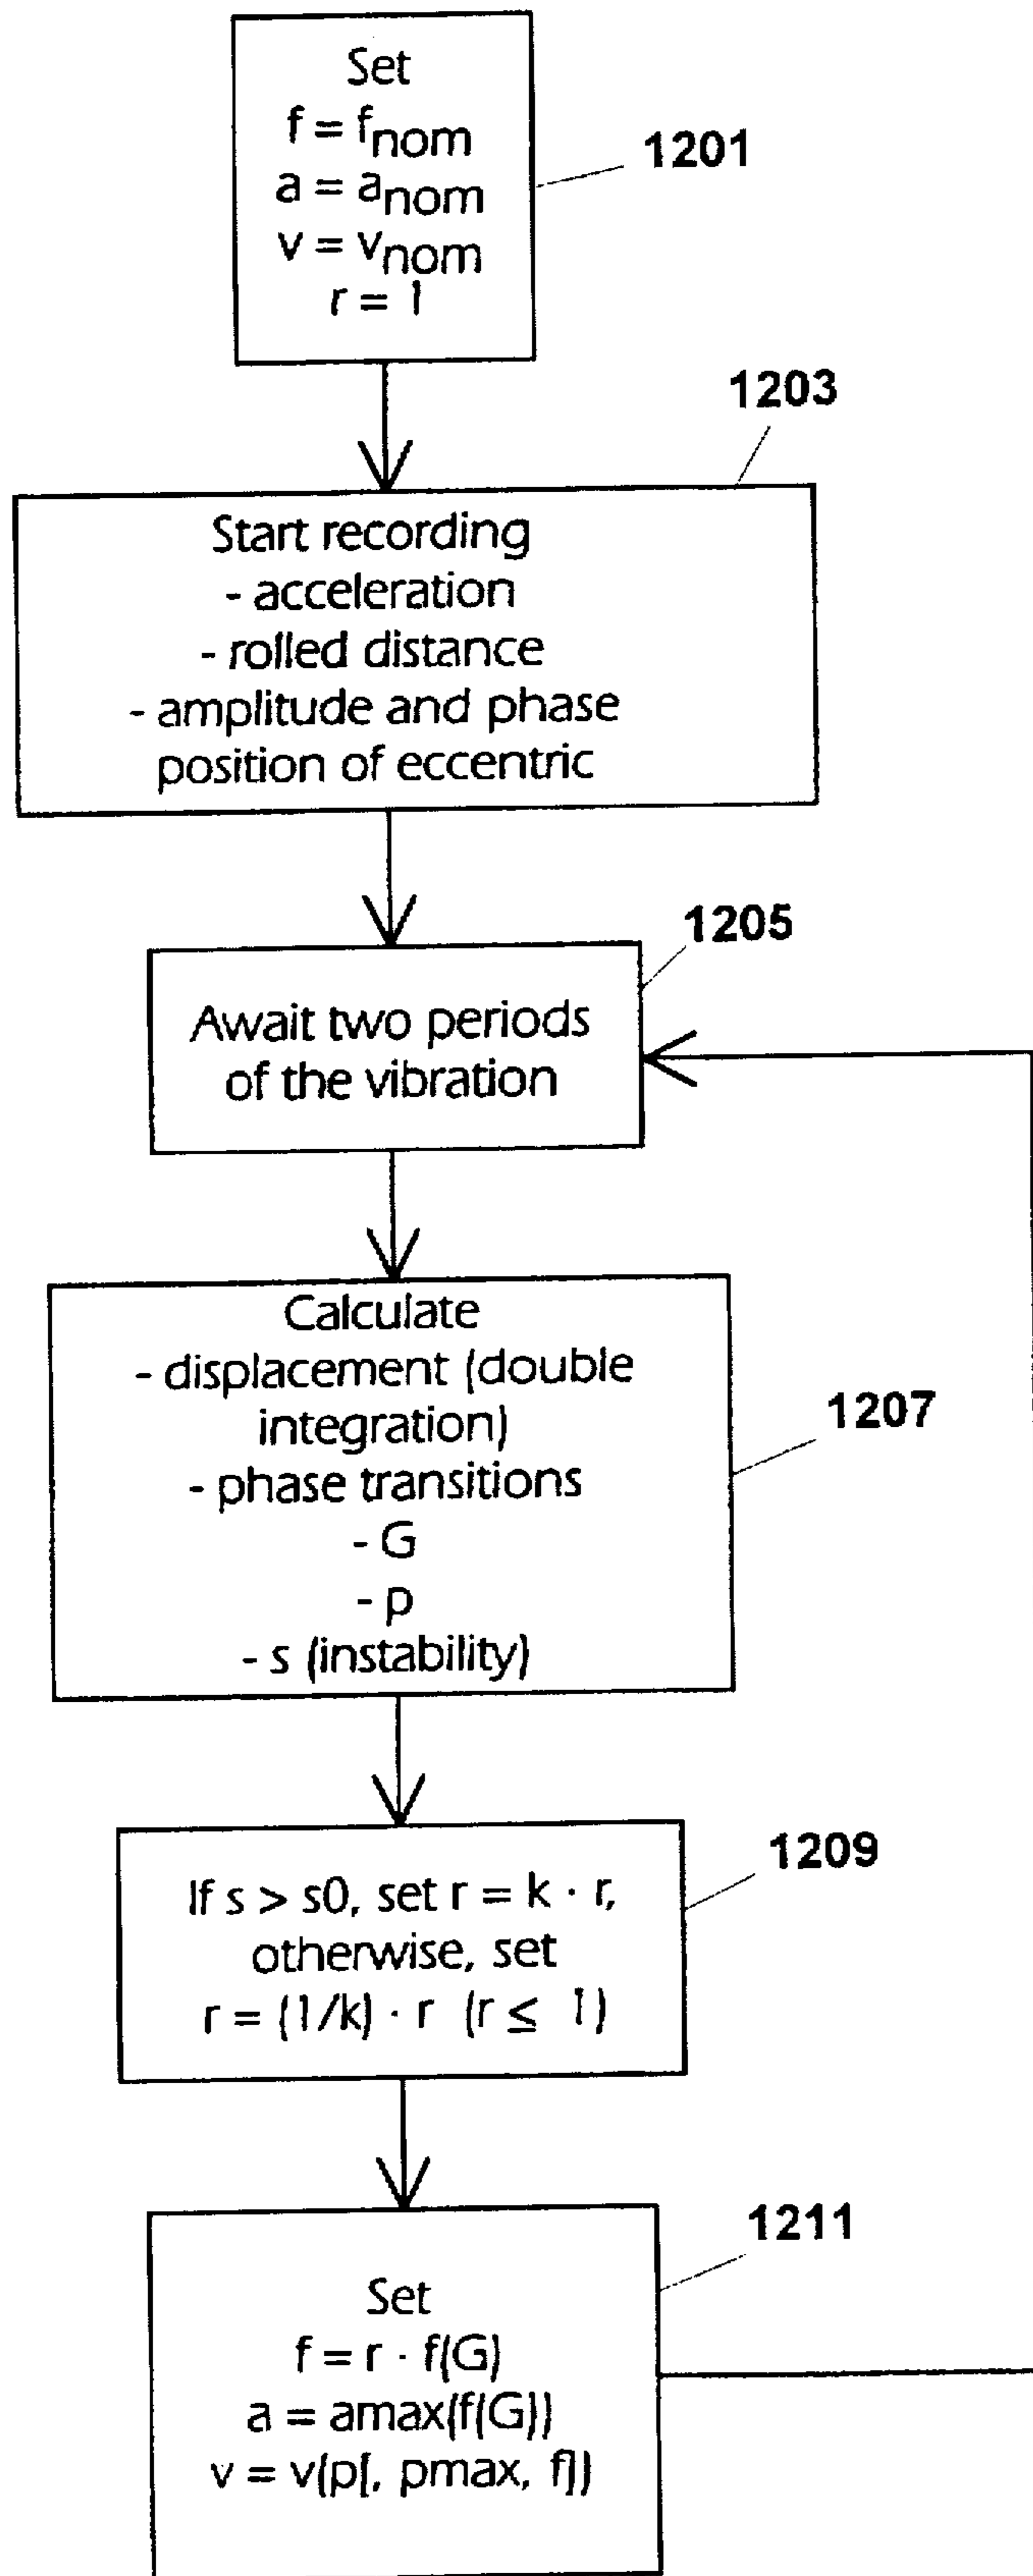 Set
f = fnom
a = anom
v = vnom
r = 1
1201
1203
Start recording
- acceleration
- rolled distance
- amplitude and phase
position of eccentric
1205
Await two periods
of the vibration
Calculate
- displacement (double
integration)
- phase transitions
- G
- p
- s (instability)
1207
1209
If s > s0, set r = k · r,
otherwise, set
r = (1/k) · r (r ≤ 1)
1211
Set
f = r · f(G)
a = amax(f(G))
v = v(p[, pmax, f])